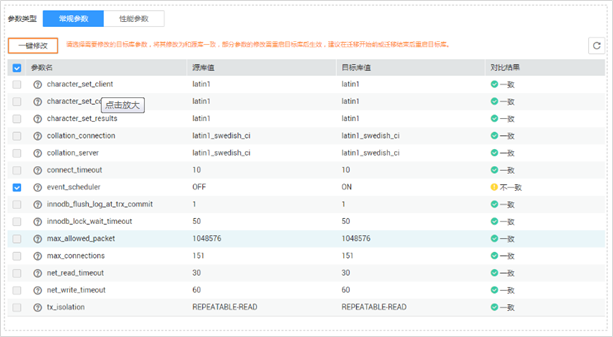 参数类型 常规参数 性能参数
一键修改 请选择需要修改的目标库参数，将其修改为和源库一致，部分参数的修改需重启目标库后生效，建议在迁移开始前或迁移结束后重启目标库。
参数名 源库值 目标库值 对比结果
character_set_client latin1 latin1 一致
character_set_co latin1 latin1 一致
点击放大
character_set_results latin1 latin1 一致
collation_connection latin1_swedish_ci latin1_swedish_ci 一致
collation_server latin1_swedish_ci latin1_swedish_ci 一致
connect_timeout 10 10 一致
event_scheduler OFF ON 不一致
innodb_flush_log_at_trx_commit 1 1 一致
innodb_lock_wait_timeout 50 50 一致
max_allowed_packet 1048576 1048576 一致
max_connections 151 151 一致
net_read_timeout 30 30 一致
net_write_timeout 60 60 一致
tx_isolation REPEATABLE-READ REPEATABLE-READ 一致